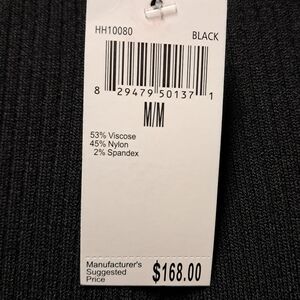 HH10080
BLACK
8 29479 50137 1
M/M
53% Viscose
45% Nylon
2% Spandex
Manufacturer's
Suggested
Price
$168.00